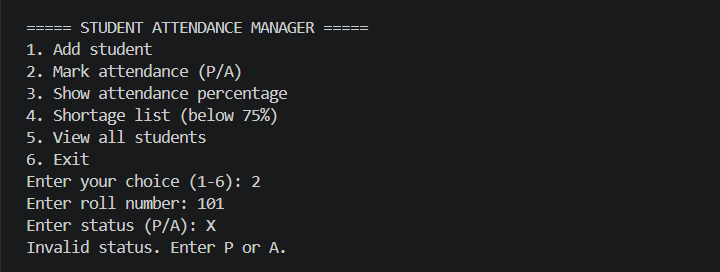 ===== STUDENT ATTENDANCE MANAGER =====
1. Add student
2. Mark attendance (P/A)
3. Show attendance percentage
4. Shortage list (below 75%)
5. View all students
6. Exit
Enter your choice (1-6): 2
Enter roll number: 101
Enter status (P/A): X
Invalid status. Enter P or A.